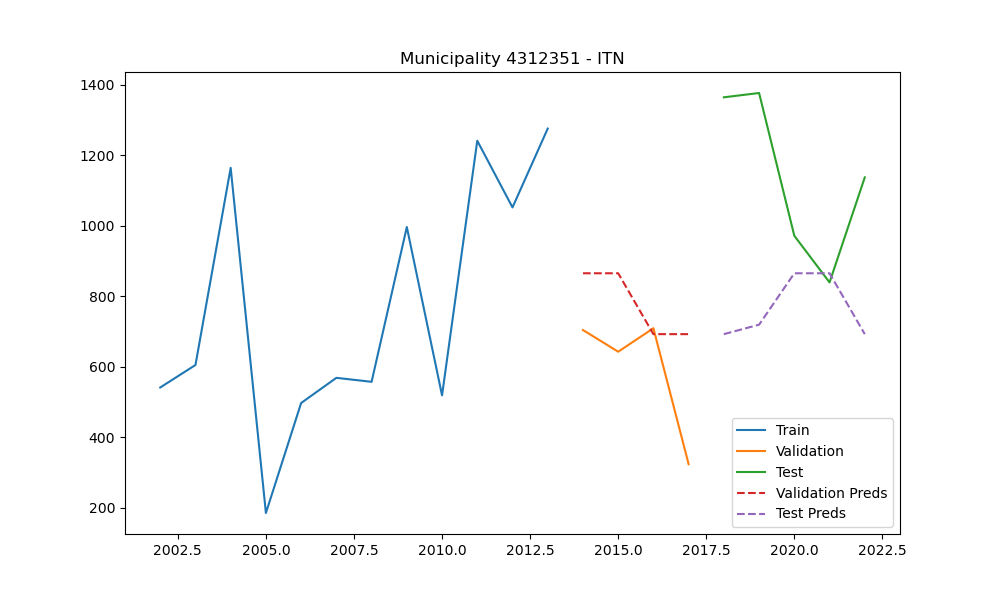 Municipality 4312351 - ITN
1400
1200
1000
800
600
400
200
2002.5 2005.0 2007.5 2010.0 2012.5 2015.0 2017.5 2020.0 2022.5
Train
Validation
Test
Validation Preds
Test Preds